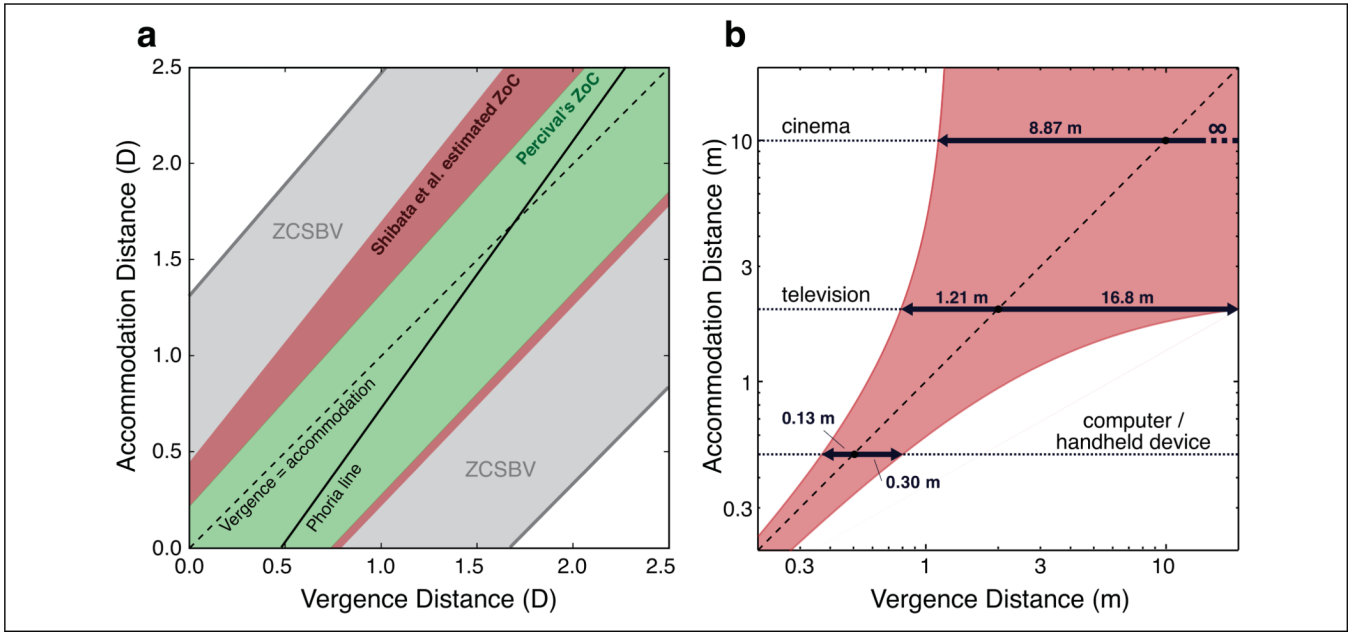 a
2.5
2.0
1.5
1.0
0.5
0.0
Accommodation Distance (D)
ZCSBV
Shibata et al. estimated ZoC
Percival's ZoC
Vergence = accommodation
Phoria line
ZCSBV
0.0
0.5
1.0
1.5
2.0
2.5
Vergence Distance (D)
b
10
3
1
0.3
Accommodation Distance (m)
cinema
8.87 m
∞
television
1.21 m
16.8 m
0.13 m
computer /
handheld device
0.30 m
0.3
1
3
10
Vergence Distance (m)